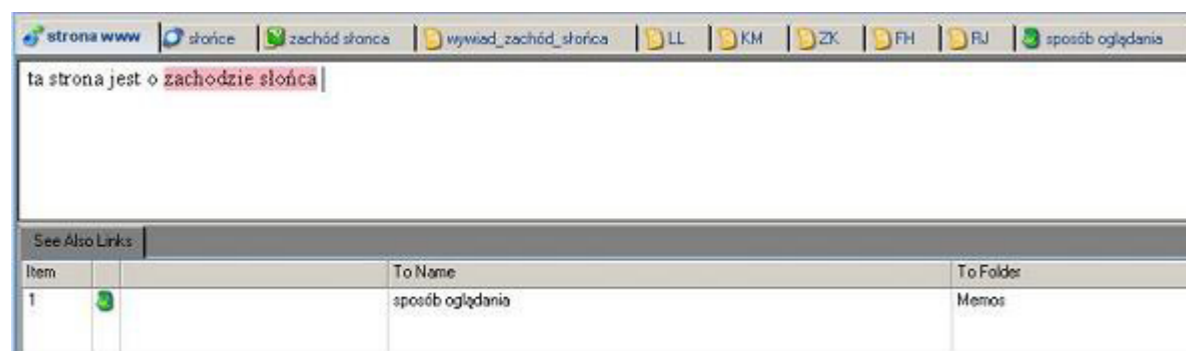 strona www słońce zachód słonca wywiad_zachód_słońca LL KM ZK FH RJ sposób oglądania
ta strona jest o zachodzie słońca
See Also Links
Item To Name To Folder
1 sposób oglądania Memos